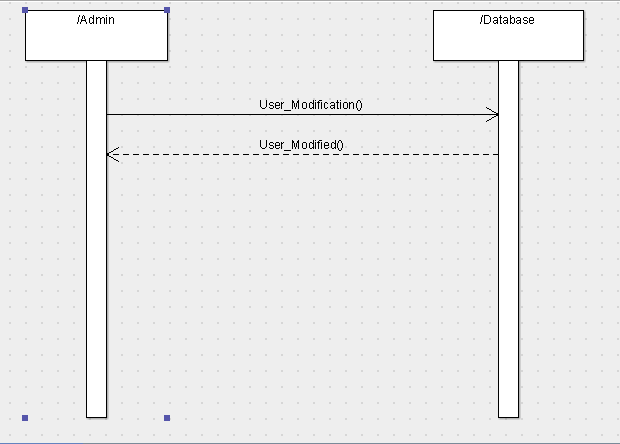 /Admin
/Database
User_Modification()
User_Modified()